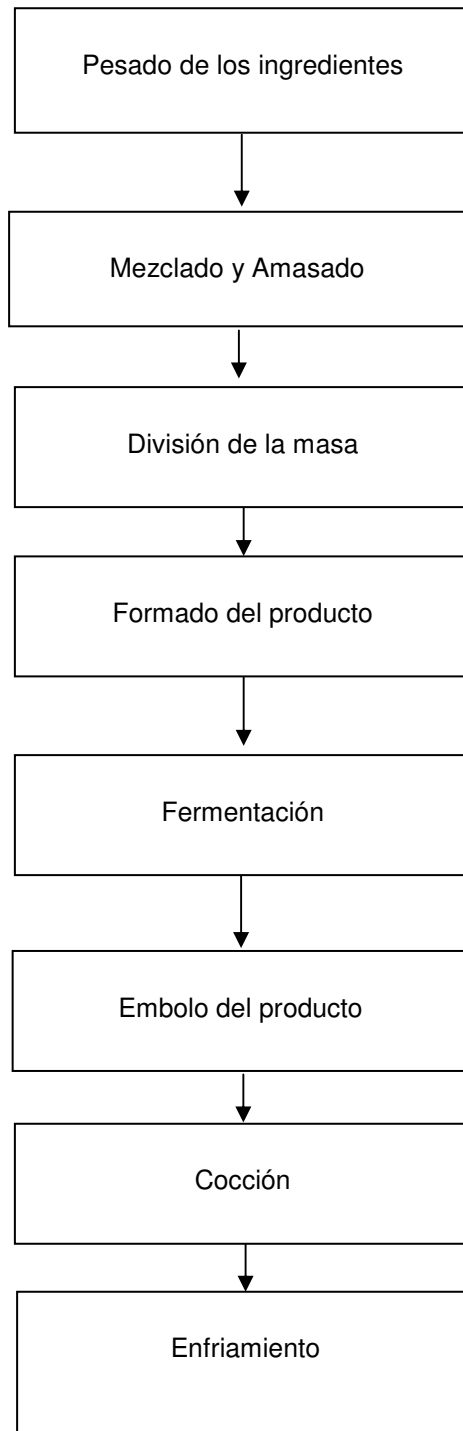 Pesado de los ingredientes
Mezclado y Amasado
División de la masa
Formado del producto
Fermentación
Embolo del producto
Cocción
Enfriamiento